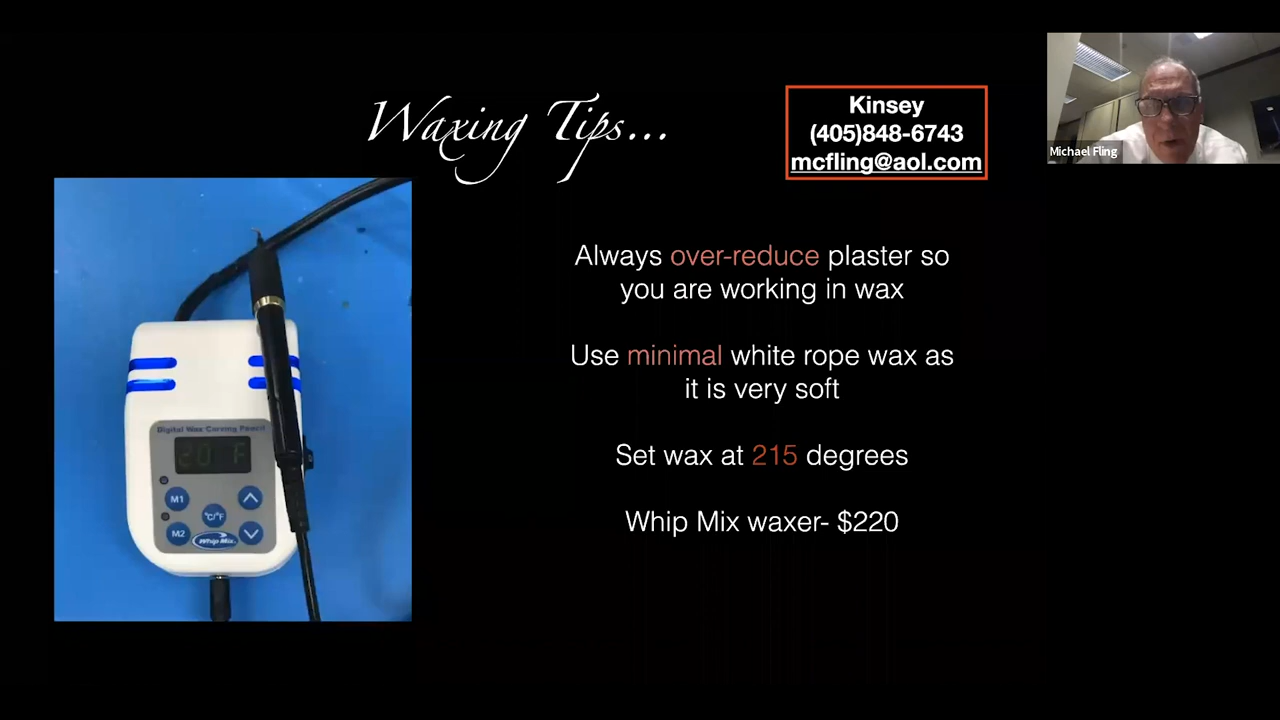 Waxing Tips...
Kinsey
(405)848-6743
mcfling@aol.com
Michael Fling
Always over-reduce plaster so
you are working in wax
Use minimal white rope wax as
it is very soft
Set wax at 215 degrees
Whip Mix waxer- $220
Digital Wax Carving Pencil
M1
°C/°F
M2
Whip Mix